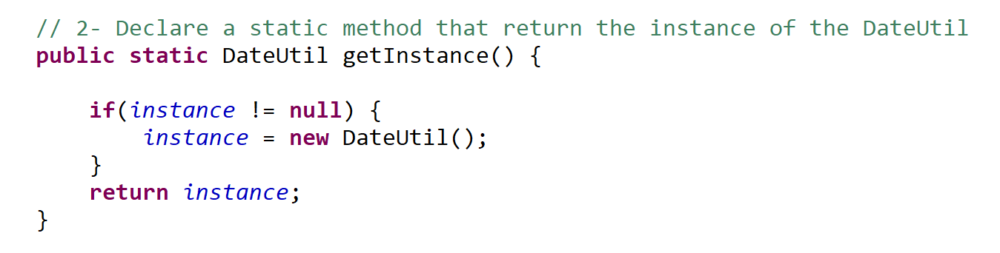 // 2- Declare a static method that return the instance of the DateUtil
public static DateUtil getInstance() {
if(instance != null) {
instance = new DateUtil();
}
return instance;
}